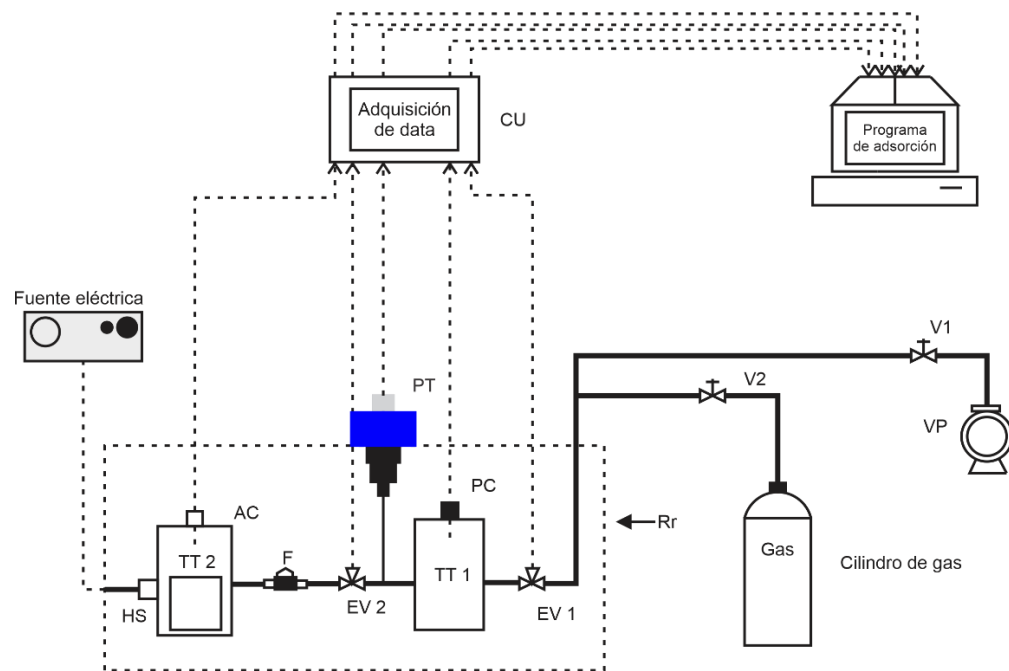 Adquisición
de data
CU
Programa
de adsorción
Fuente eléctrica
V1
PT
V2
VP
PC
AC
Rr
F
TT 2
TT 1
Gas
Cilindro de gas
HS
EV 2
EV 1